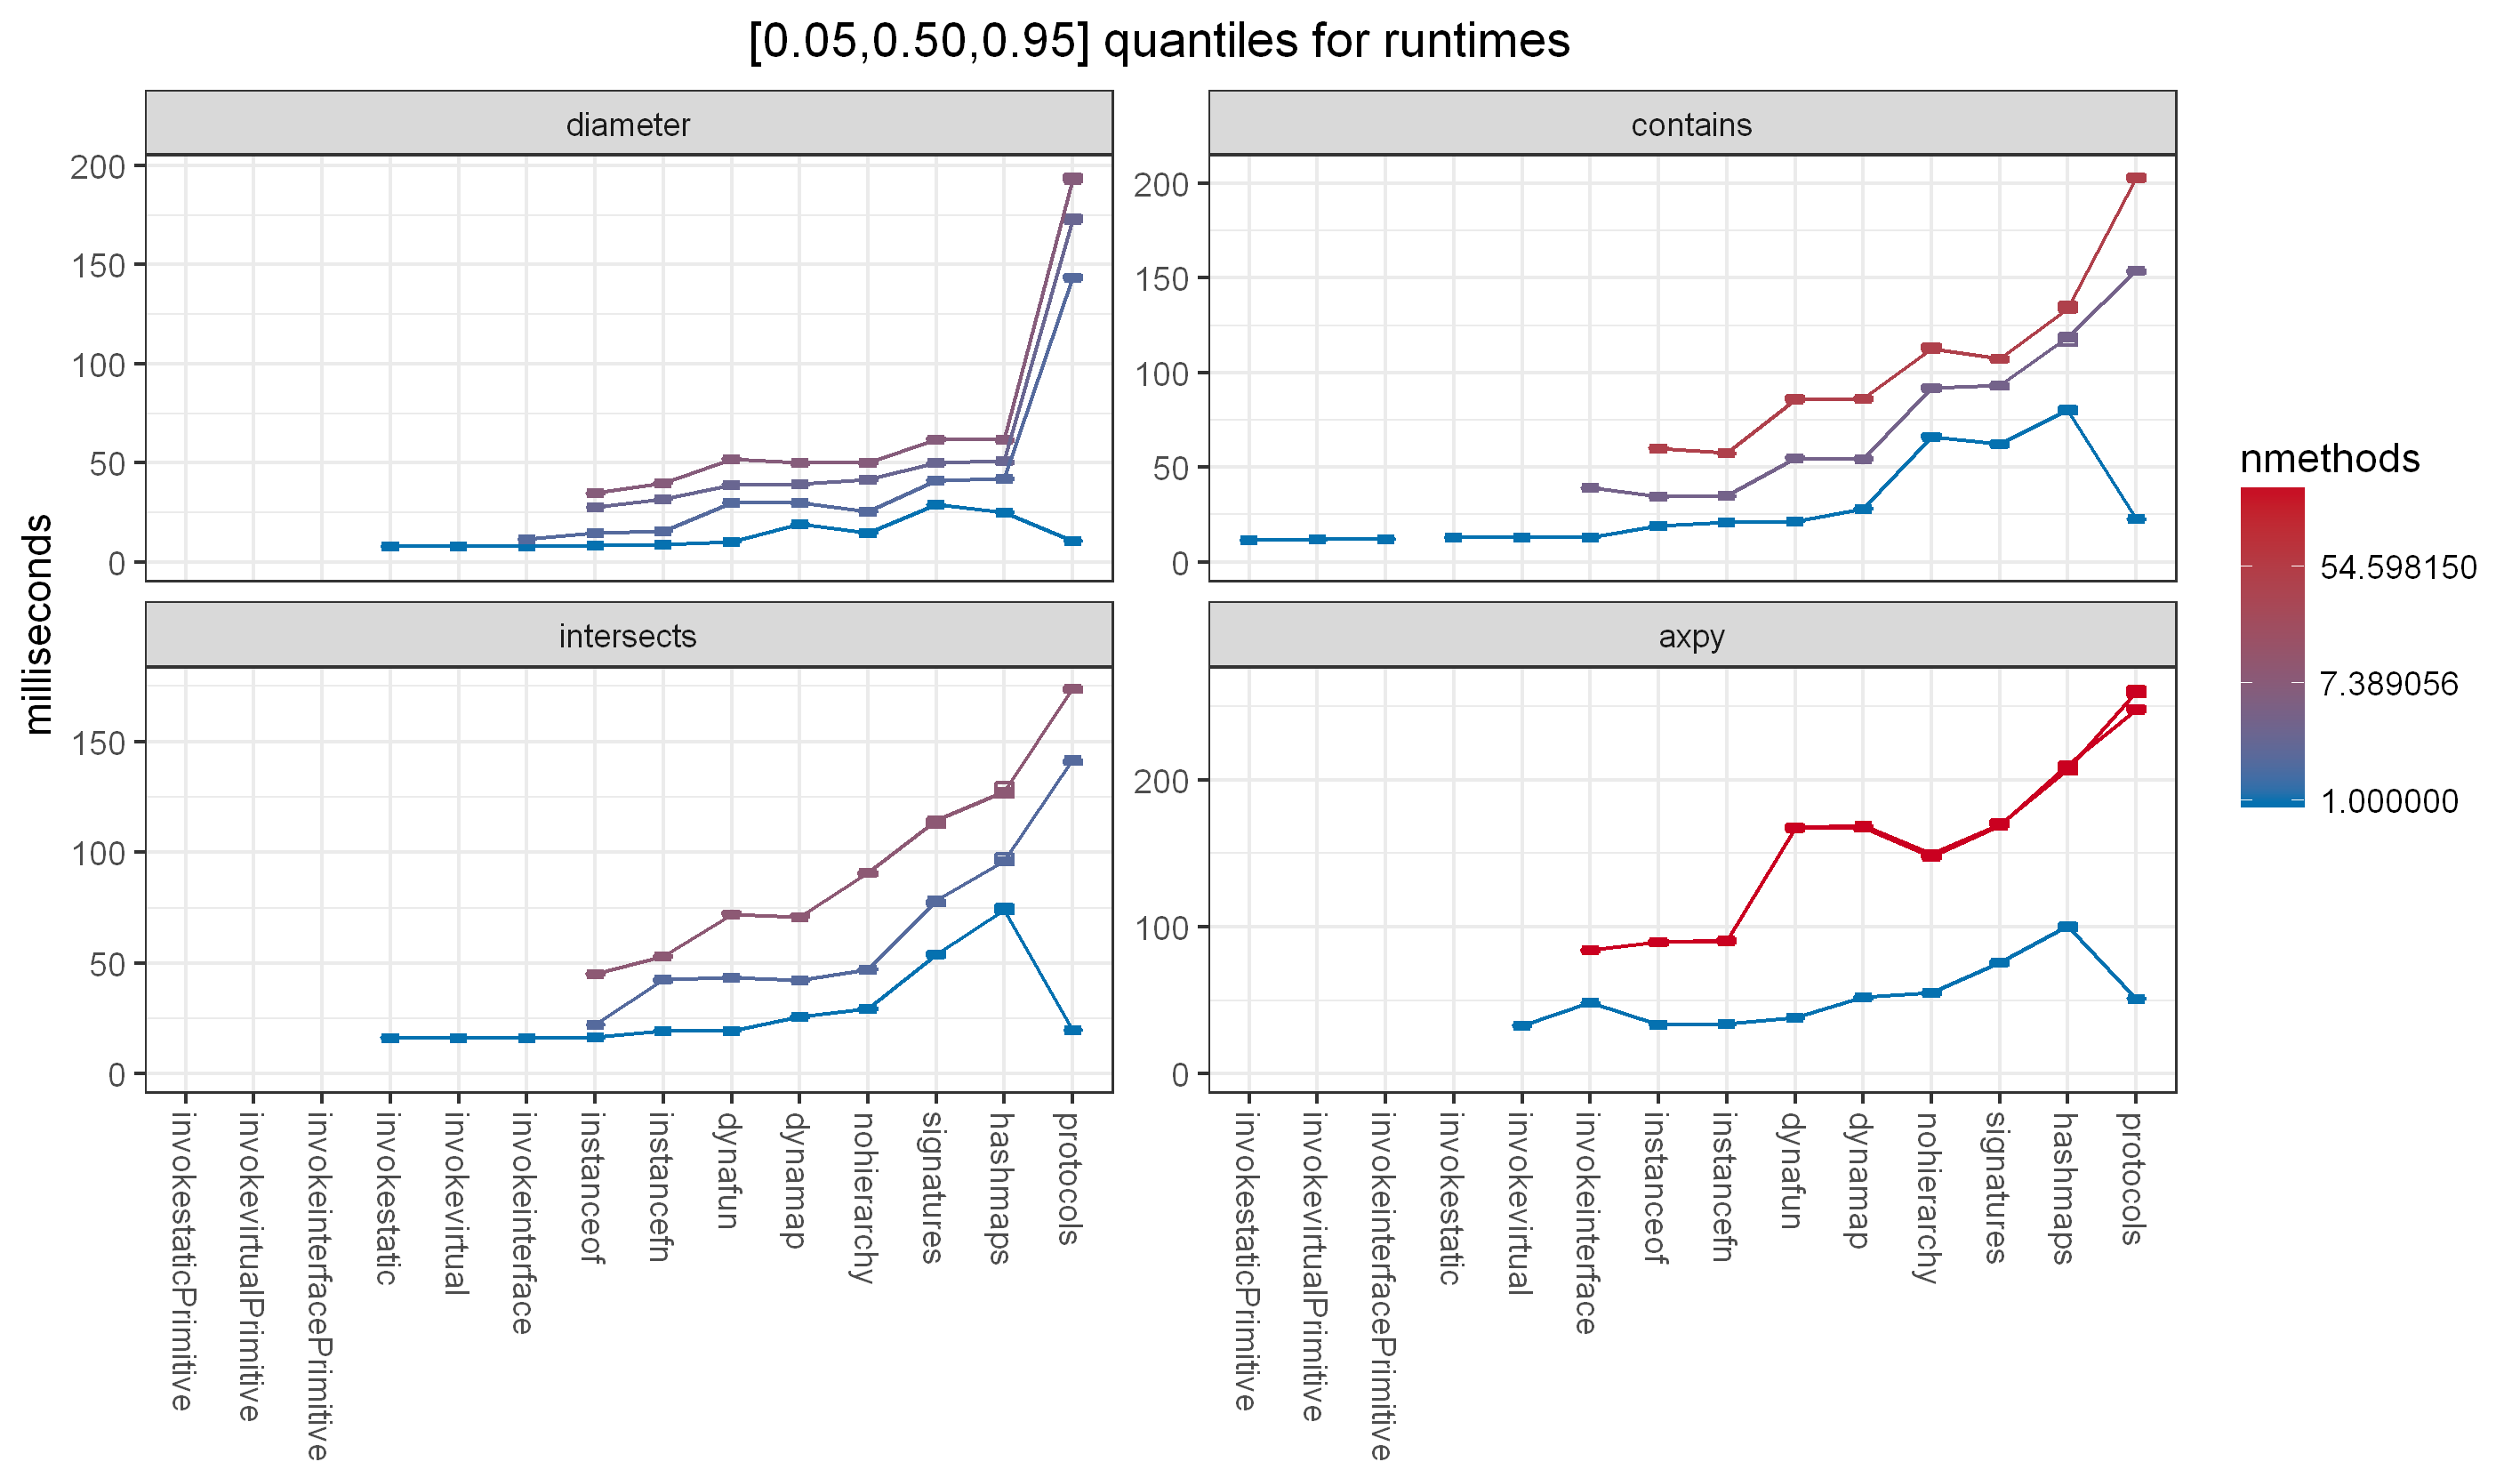 [0.05,0.50,0.95] quantiles for runtimes
milliseconds
diameter
200
150
100
50
0
contains
200
150
100
50
0
intersects
150
100
50
0
axpy
200
100
0
invokestaticPrimitive
invokevirtualPrimitive
invokeinterfacePrimitive
invokestatic
invokevirtual
invokeinterface
instanceof
instancefn
dynafun
dynamap
nohierarchy
signatures
hashmaps
protocols
invokestaticPrimitive
invokevirtualPrimitive
invokeinterfacePrimitive
invokestatic
invokevirtual
invokeinterface
instanceof
instancefn
dynafun
dynamap
nohierarchy
signatures
hashmaps
protocols
nmethods
54.598150
7.389056
1.000000